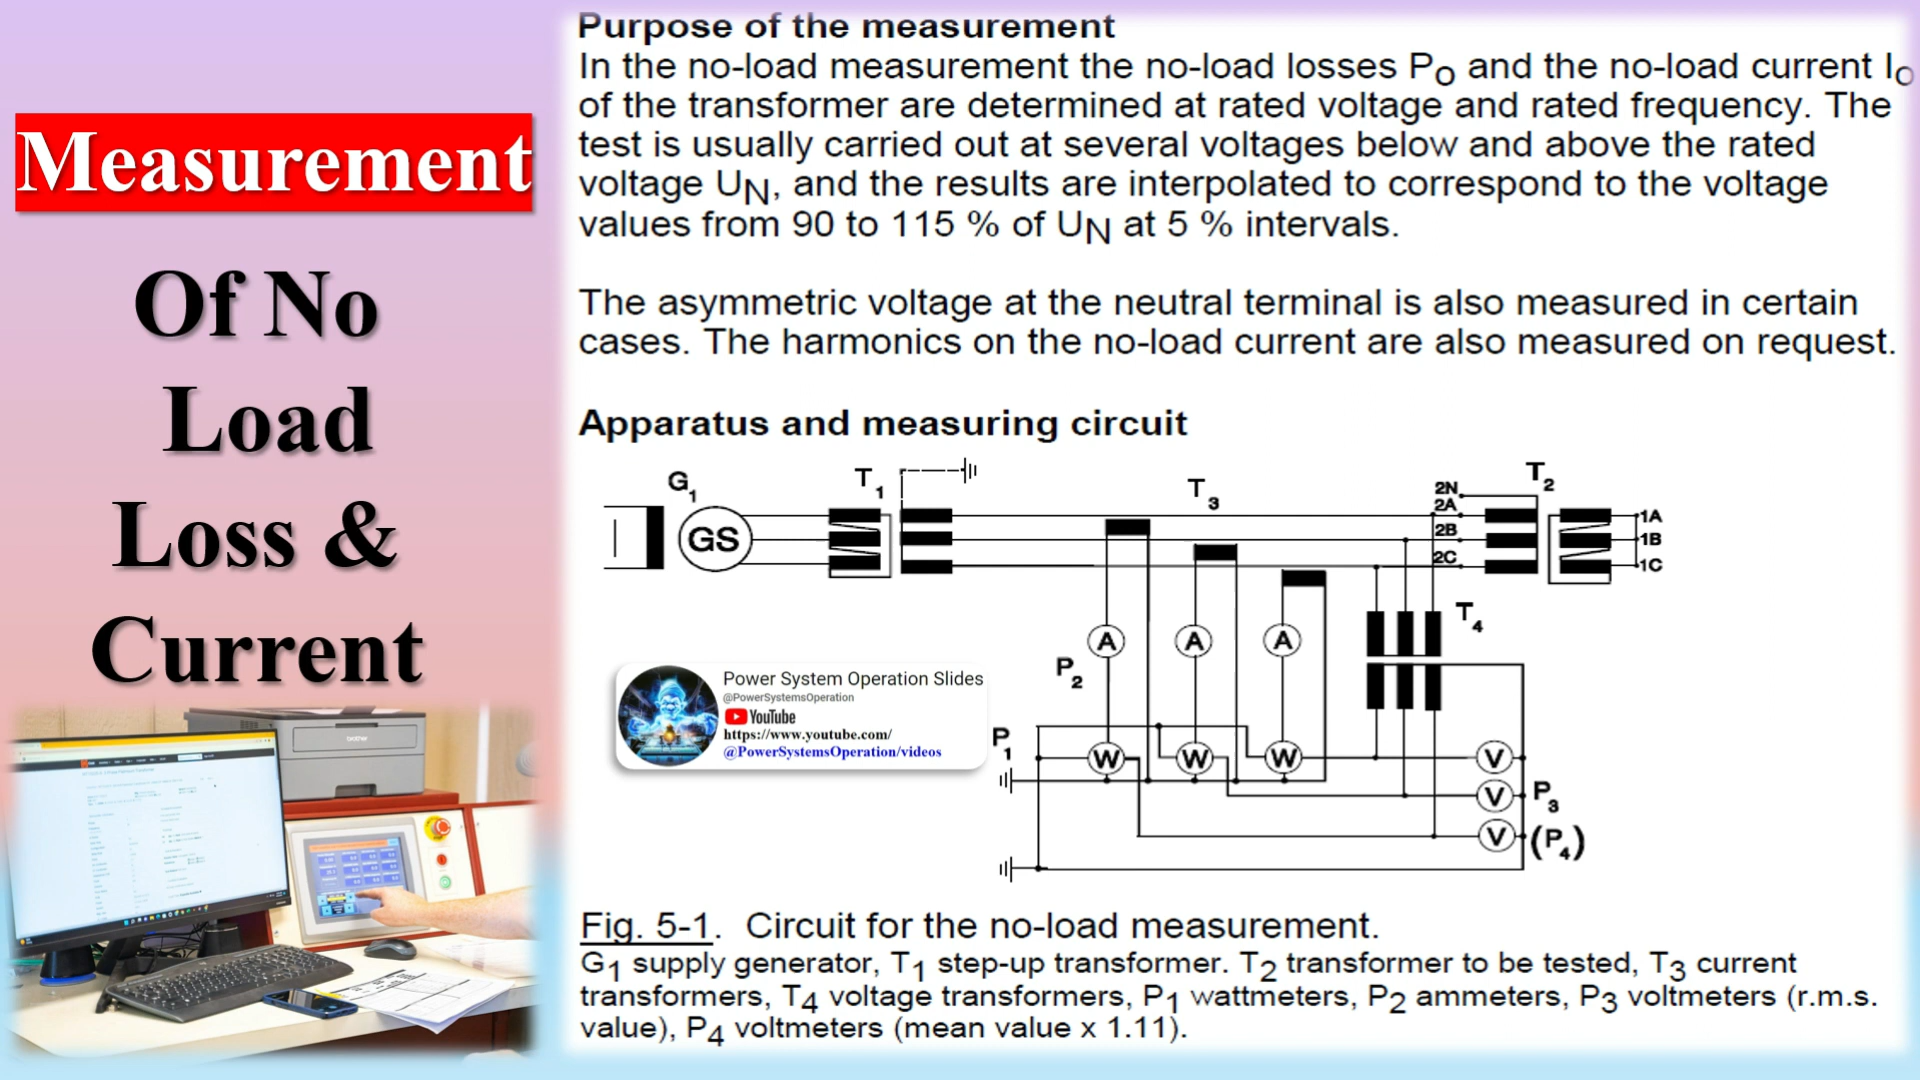 Measurement
Of No
Load
Loss &
Current
Purpose of the measurement
In the no-load measurement the no-load losses PO and the no-load current IO
of the transformer are determined at rated voltage and rated frequency. The
test is usually carried out at several voltages below and above the rated
voltage UN, and the results are interpolated to correspond to the voltage
values from 90 to 115 % of UN at 5 % intervals.
The asymmetric voltage at the neutral terminal is also measured in certain
cases. The harmonics on the no-load current are also measured on request.
Apparatus and measuring circuit
G1
T1
T3
T2
2N
2A
2B
2C
1A
1B
1C
GS
T4
A
A
A
P2
P1
W
W
W
V
V
V
P3
(P4)
Power System Operation Slides
@PowerSystemsOperation
YouTube
https://www.youtube.com/
@PowerSystemsOperation/videos
brother
Fig. 5-1. Circuit for the no-load measurement.
G1 supply generator, T1 step-up transformer. T2 transformer to be tested, T3 current
transformers, T4 voltage transformers, P1 wattmeters, P2 ammeters, P3 voltmeters (r.m.s.
value), P4 voltmeters (mean value x 1.11).